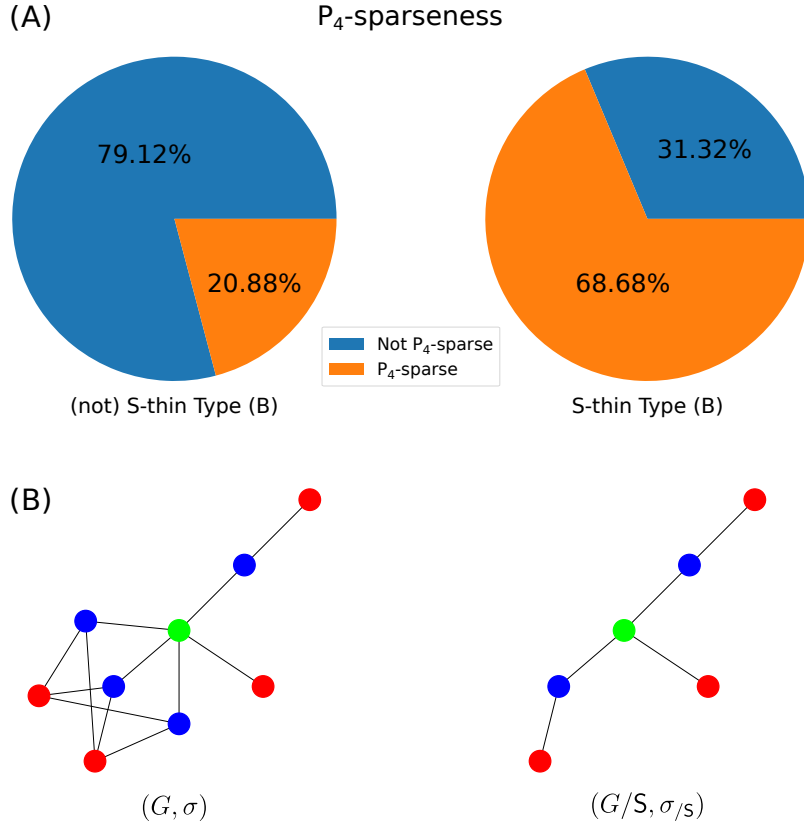 (A)
P₄-sparseness
79.12%
20.88%
31.32%
68.68%
Not P₄-sparse
P₄-sparse
(not) S-thin Type (B)
S-thin Type (B)
(B)
(G, σ)
(G/S, σ/S)